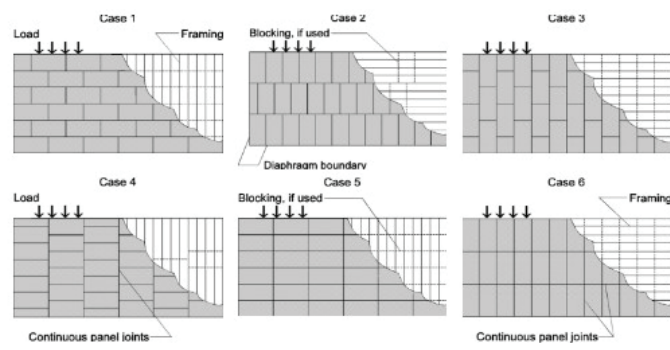 Case 1
Case 2
Case 3
Load
Framing
Blocking, if used
Diaphragm boundary
Case 4
Case 5
Case 6
Load
Blocking, if used
Framing
Continuous panel joints
Continuous panel joints